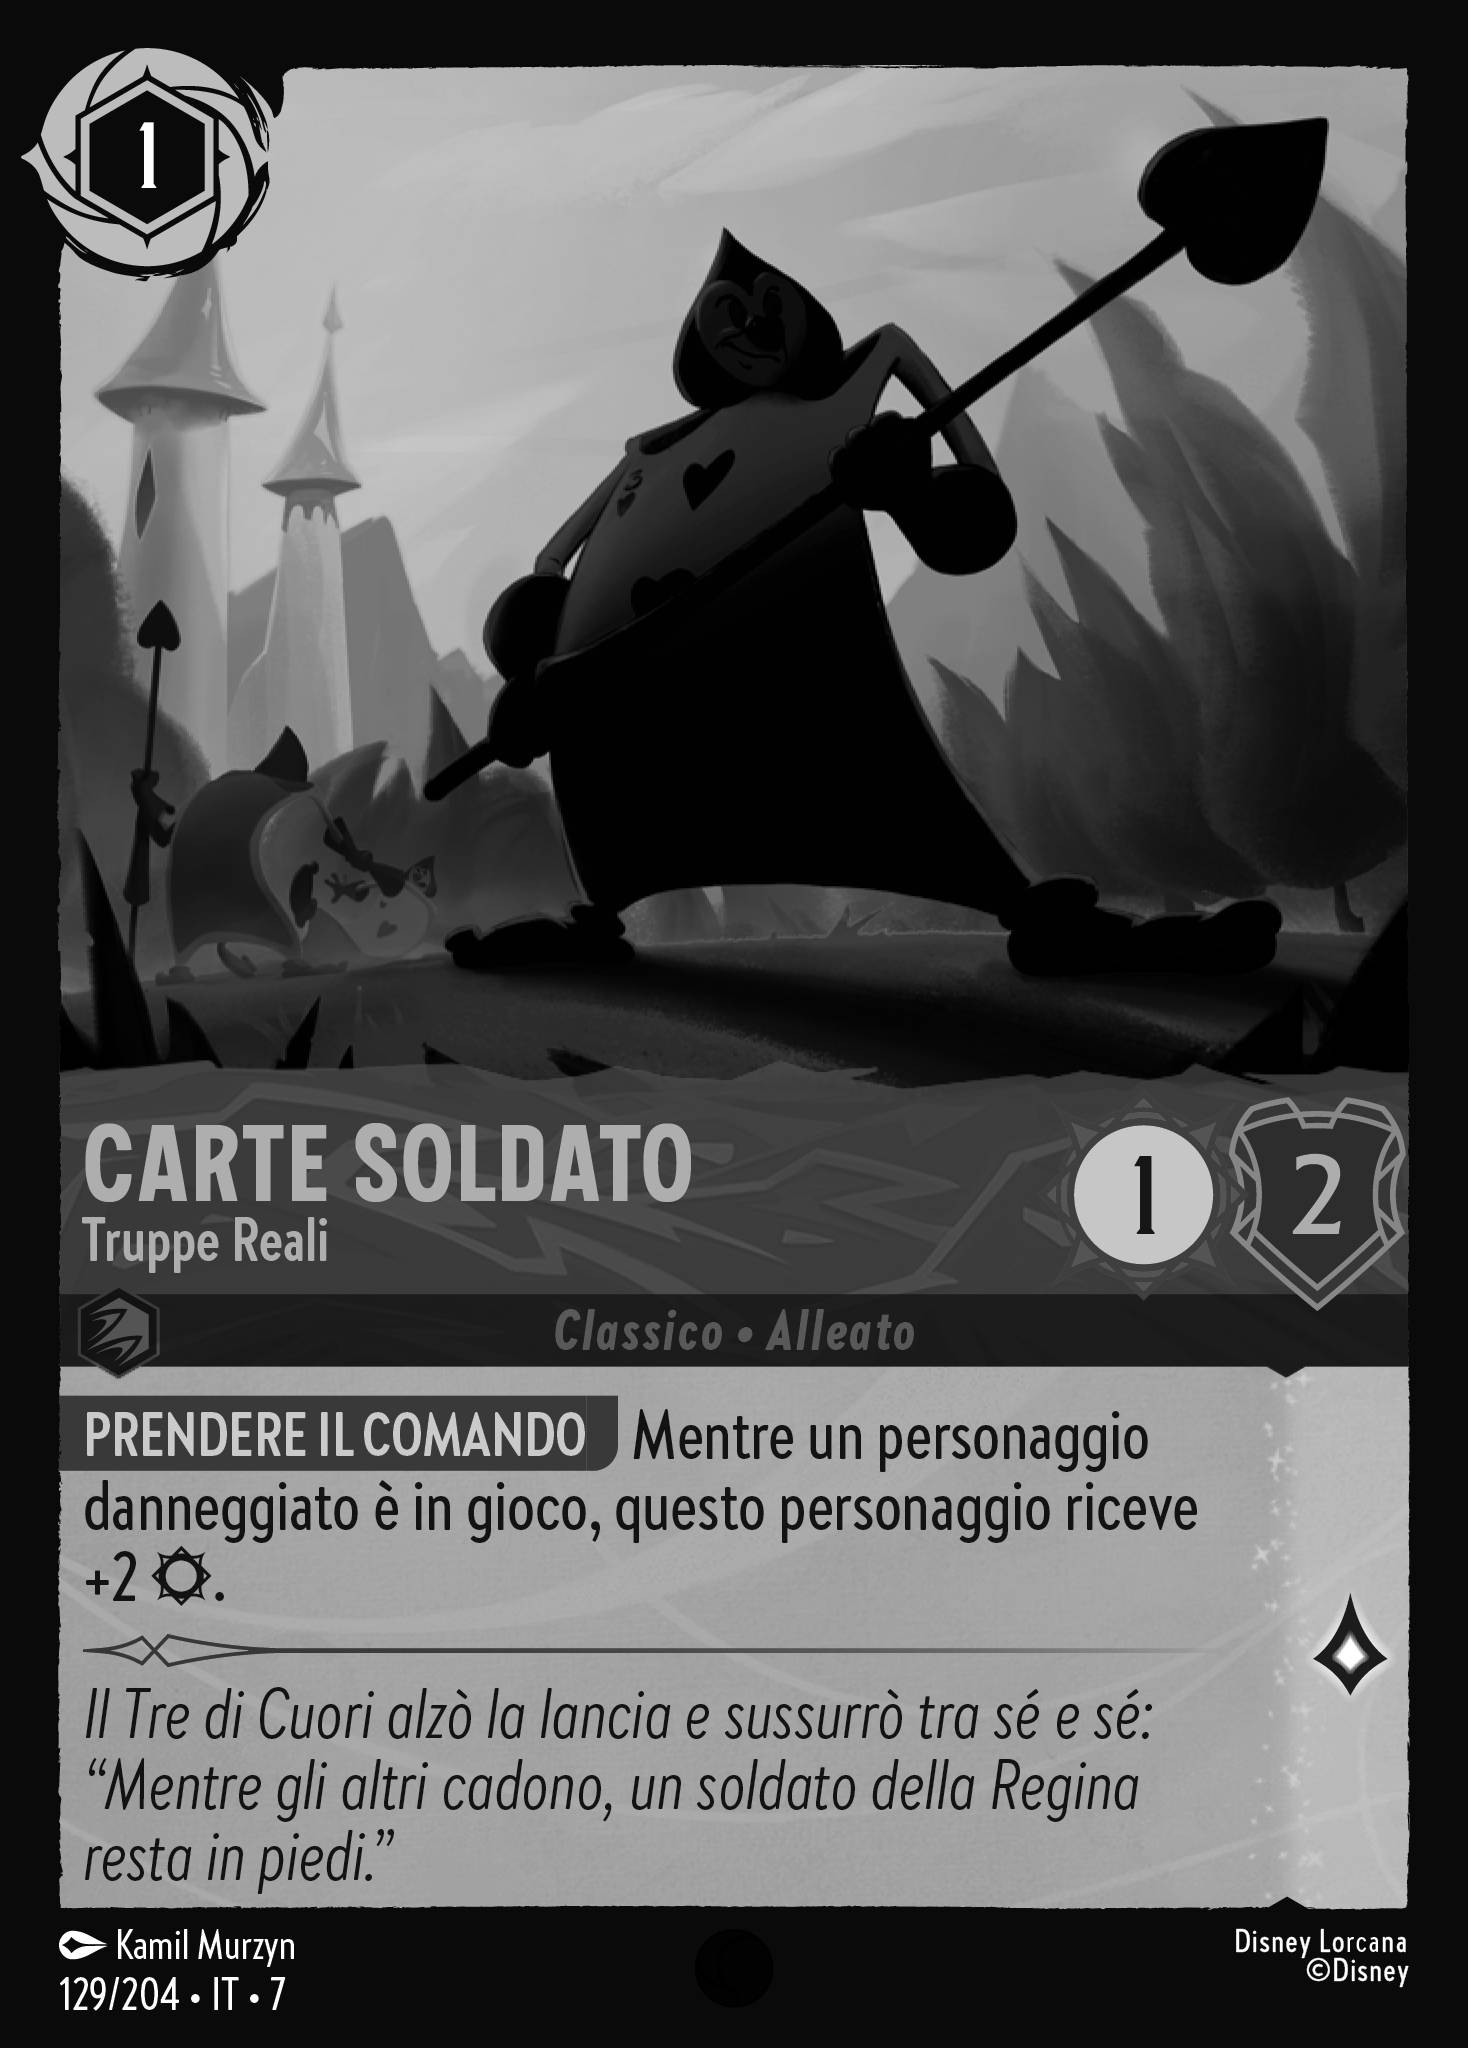 1
3
CARTE SOLDATO
Truppe Reali
1
2
Classico • Alleato
PRENDERE IL COMANDO Mentre un personaggio
danneggiato è in gioco, questo personaggio riceve
+2 .
Il Tre di Cuori alzò la lancia e sussurrò tra sé e sé:
“Mentre gli altri cadono, un soldato della Regina
resta in piedi.”
Kamil Murzyn
129/204 • IT • 7
Disney Lorcana
©Disney